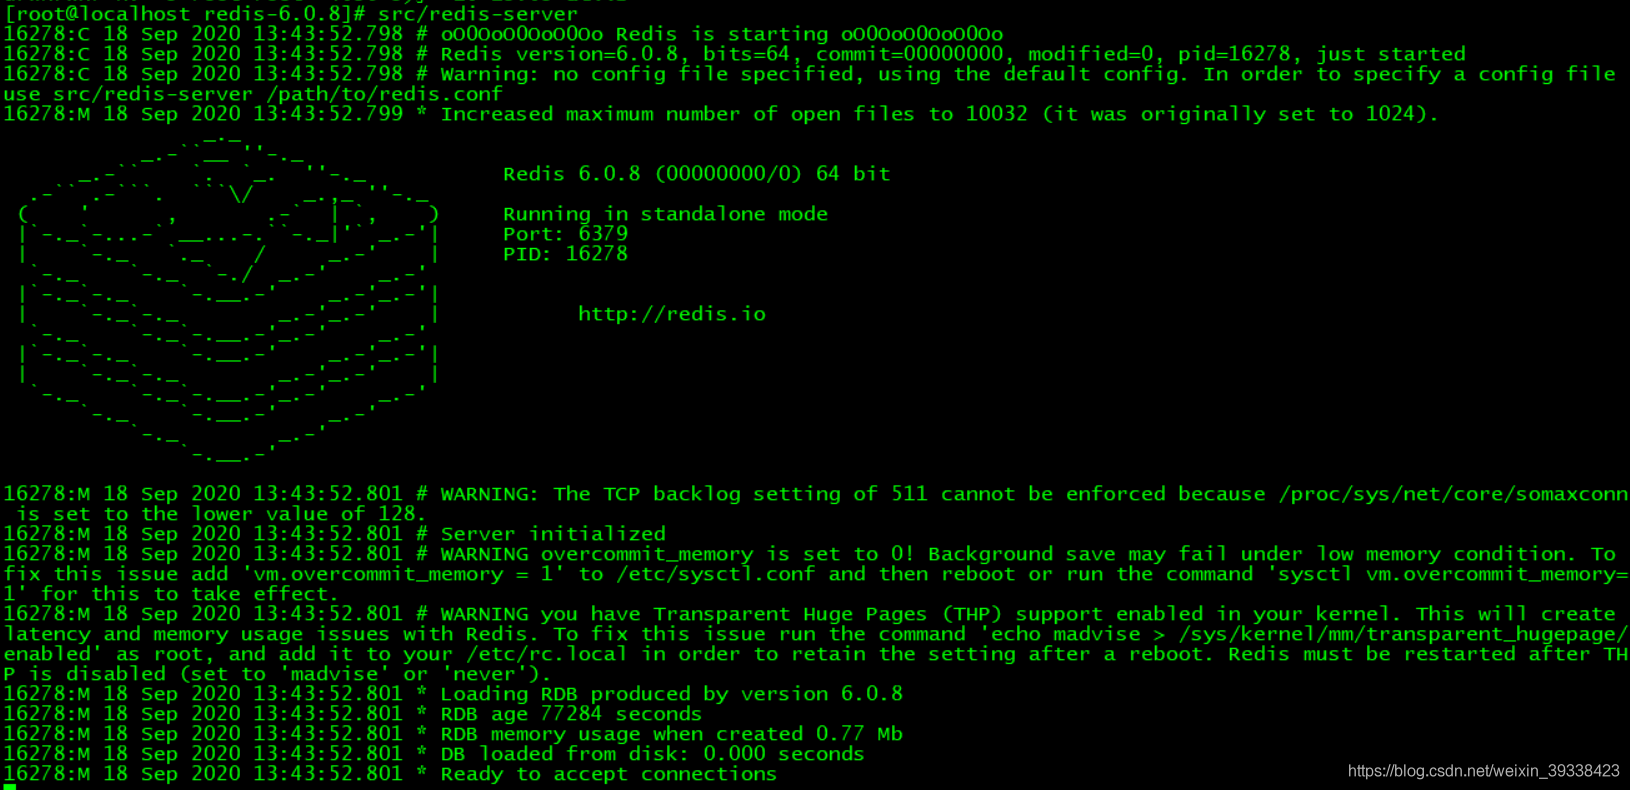 [root@localhost redis-6.0.8]# src/redis-server
16278:C 18 Sep 2020 13:43:52.798 # oO0OoO0OoO0Oo Redis is starting oO0OoO0OoO0Oo
16278:C 18 Sep 2020 13:43:52.798 # Redis version=6.0.8, bits=64, commit=00000000, modified=0, pid=16278, just started
16278:C 18 Sep 2020 13:43:52.798 # Warning: no config file specified, using the default config. In order to specify a config file
use src/redis-server /path/to/redis.conf
16278:M 18 Sep 2020 13:43:52.799 * Increased maximum number of open files to 10032 (it was originally set to 1024).
Redis 6.0.8 (00000000/0) 64 bit
Running in standalone mode
Port: 6379
PID: 16278
http://redis.io
16278:M 18 Sep 2020 13:43:52.801 # WARNING: The TCP backlog setting of 511 cannot be enforced because /proc/sys/net/core/somaxconn
is set to the lower value of 128.
16278:M 18 Sep 2020 13:43:52.801 # Server initialized
16278:M 18 Sep 2020 13:43:52.801 # WARNING overcommit_memory is set to 0! Background save may fail under low memory condition. To
fix this issue add 'vm.overcommit_memory = 1' to /etc/sysctl.conf and then reboot or run the command 'sysctl vm.overcommit_memory=
1' for this to take effect.
16278:M 18 Sep 2020 13:43:52.801 # WARNING you have Transparent Huge Pages (THP) support enabled in your kernel. This will create
latency and memory usage issues with Redis. To fix this issue run the command 'echo madvise > /sys/kernel/mm/transparent_hugepage/
enabled' as root, and add it to your /etc/rc.local in order to retain the setting after a reboot. Redis must be restarted after TH
P is disabled (set to 'madvise' or 'never').
16278:M 18 Sep 2020 13:43:52.801 * Loading RDB produced by version 6.0.8
16278:M 18 Sep 2020 13:43:52.801 * RDB age 77284 seconds
16278:M 18 Sep 2020 13:43:52.801 * RDB memory usage when created 0.77 Mb
16278:M 18 Sep 2020 13:43:52.801 * DB loaded from disk: 0.000 seconds
16278:M 18 Sep 2020 13:43:52.801 * Ready to accept connections
https://blog.csdn.net/weixin_39338423